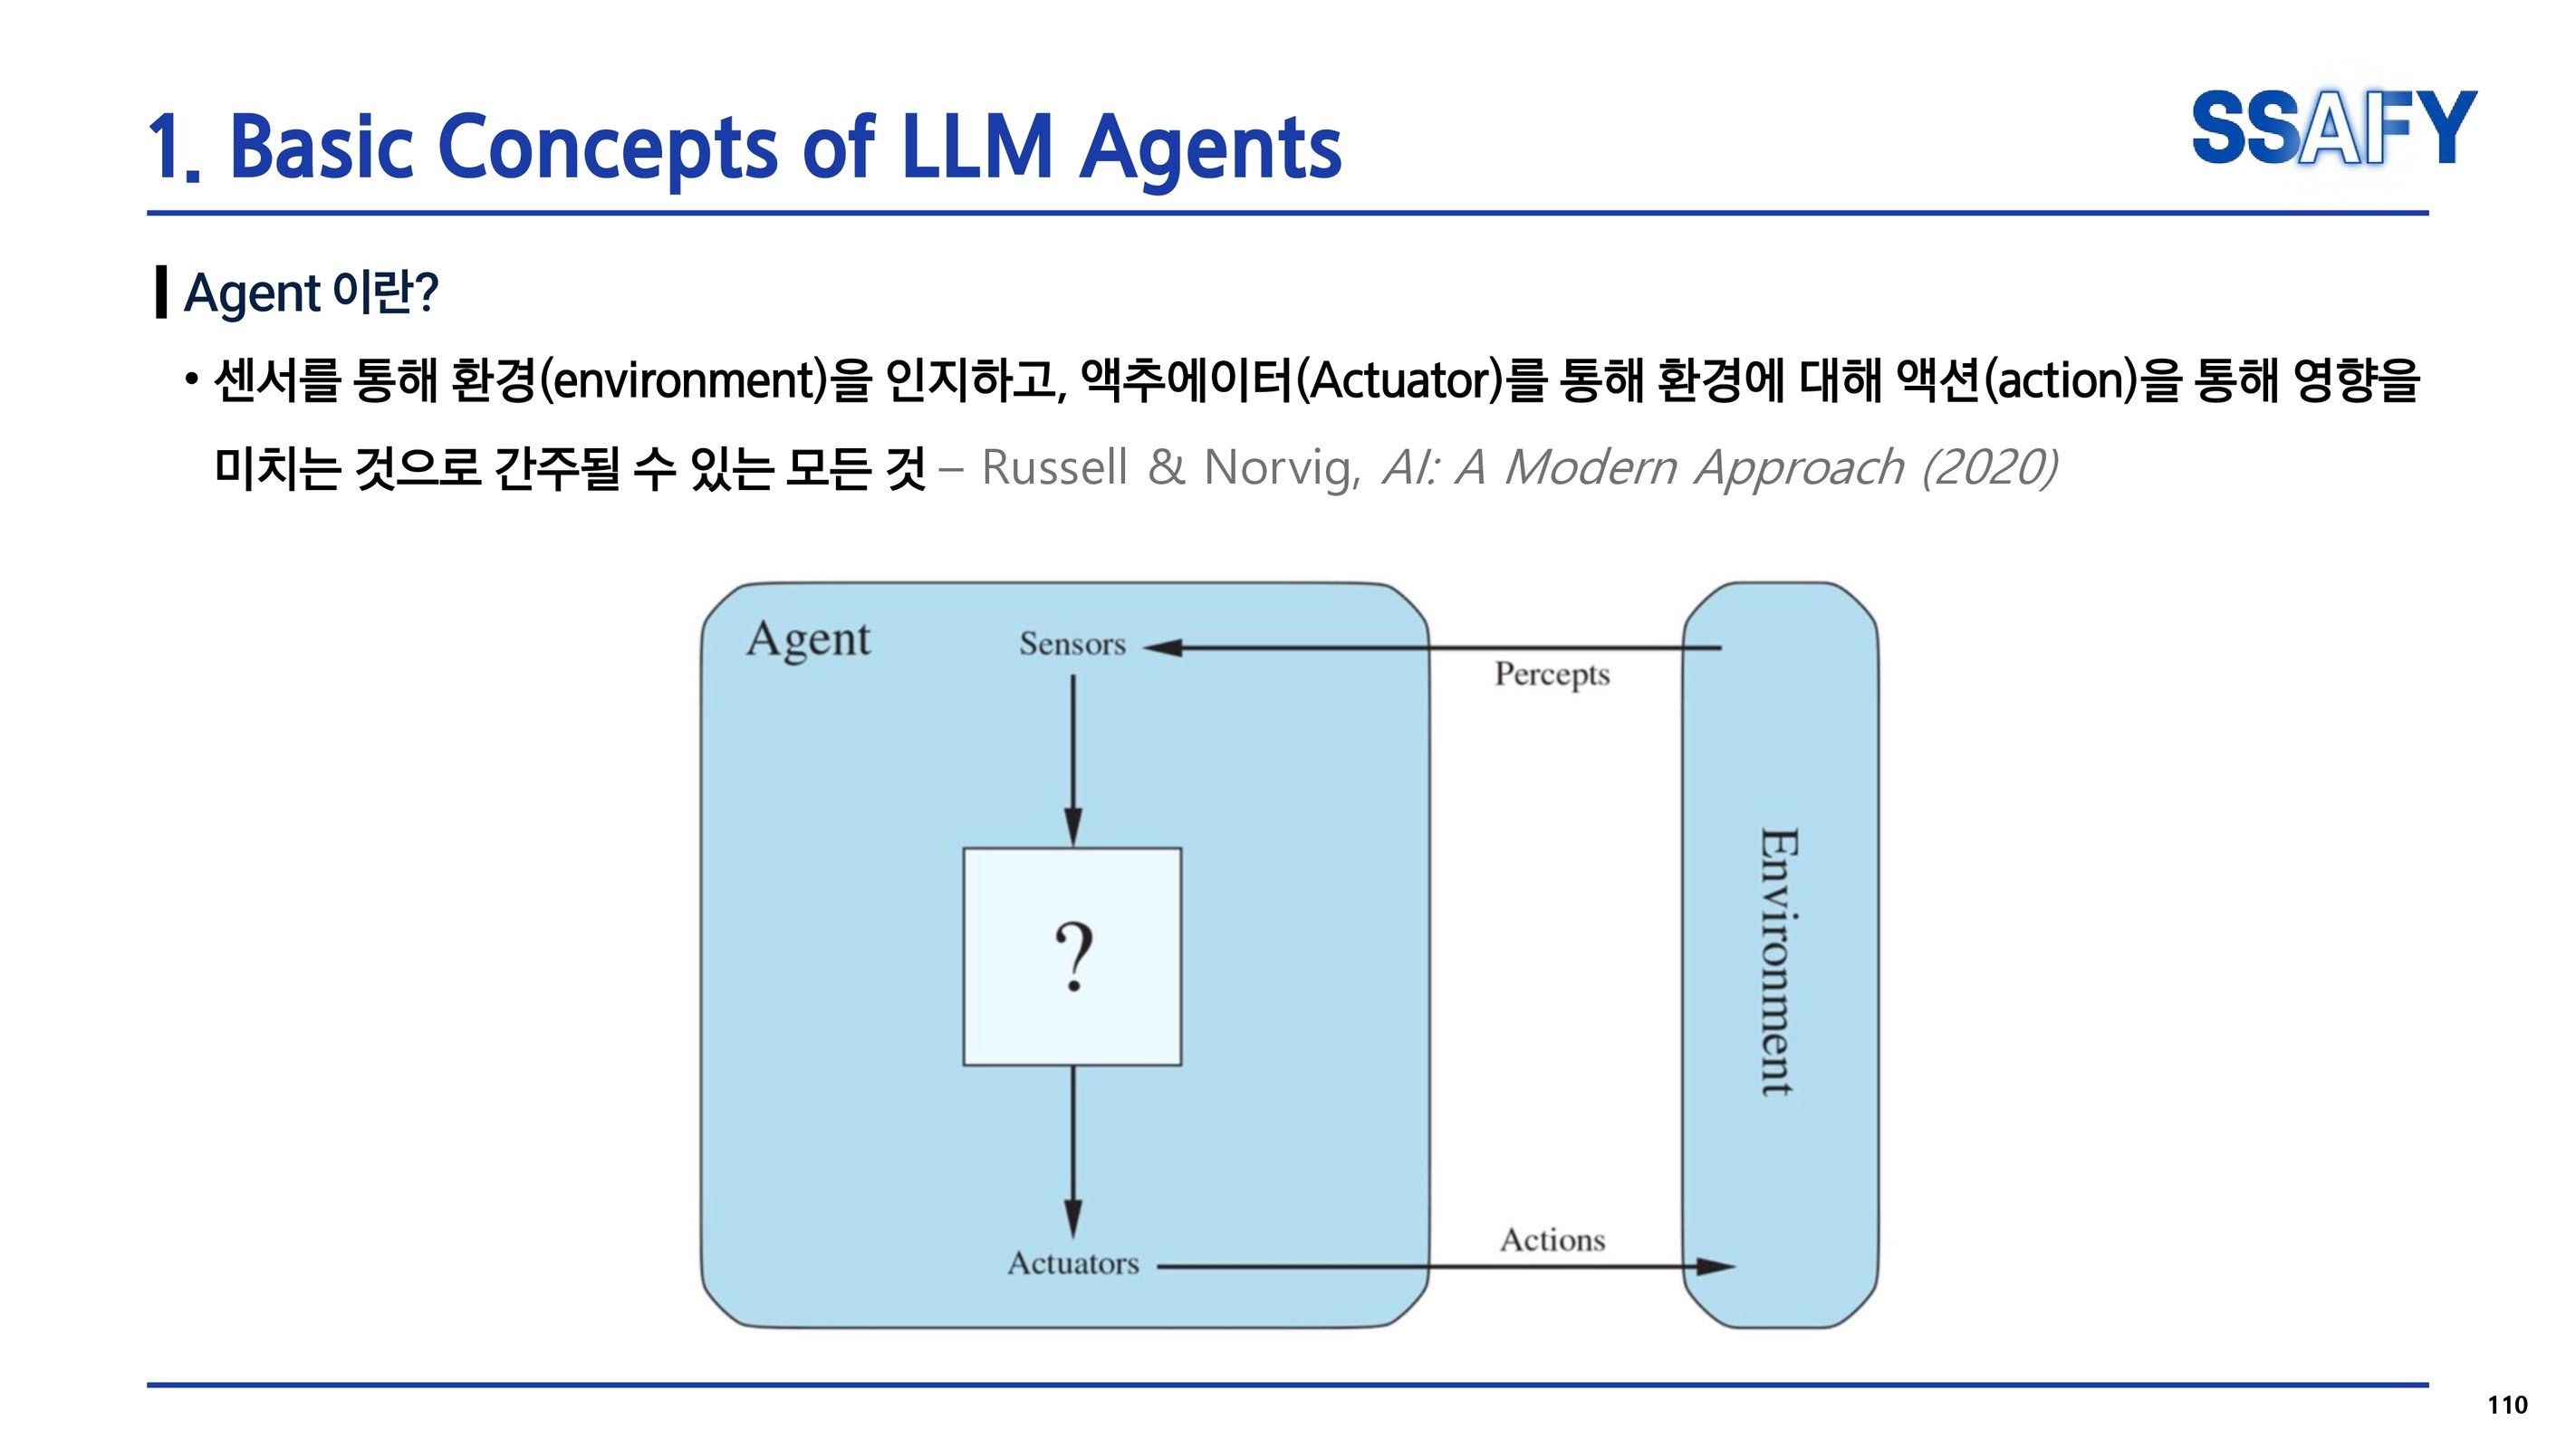 1. Basic Concepts of LLM Agents
SSAFY
Agent 이란?
• 센서를 통해 환경(environment)을 인지하고, 액추에이터(Actuator)를 통해 환경에 대해 액션(action)을 통해 영향을
미치는 것으로 간주될 수 있는 모든 것 – Russell & Norvig, AI: A Modern Approach (2020)
Agent
Sensors
Percepts
?
Environment
Actions
Actuators
110